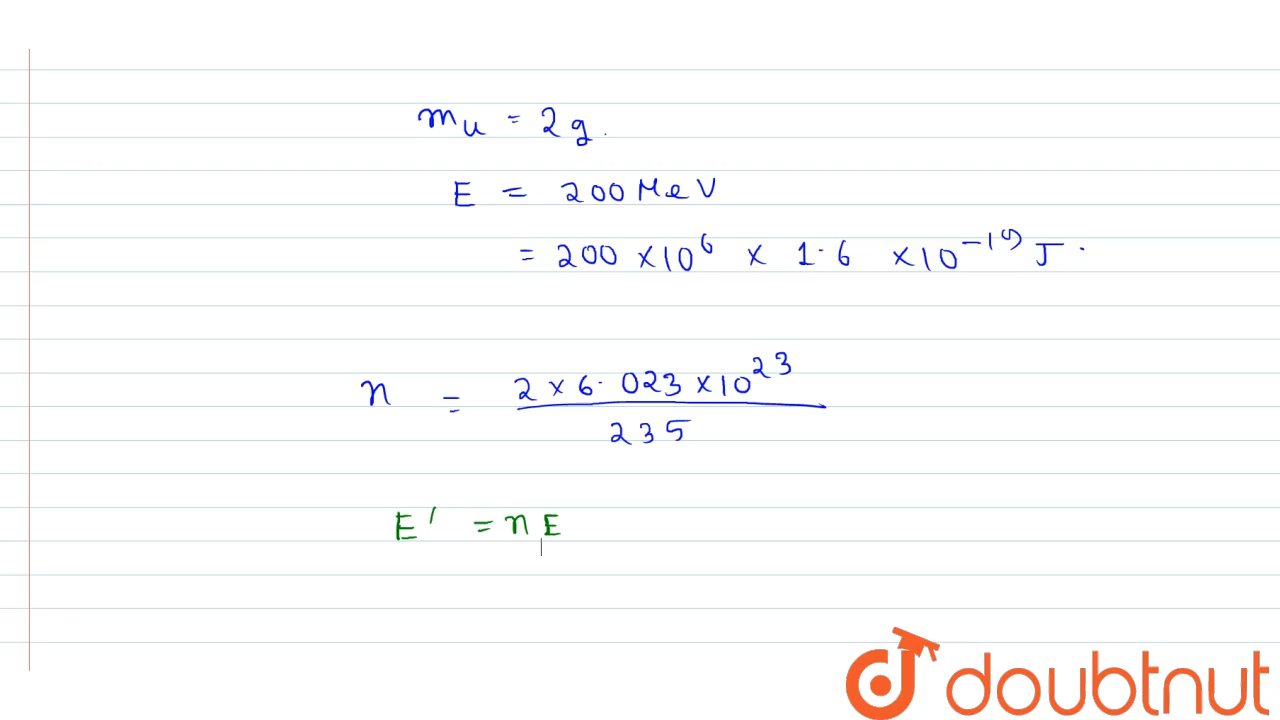 m_u = 2g.
E = 200 MeV
= 200 × 10^6 × 1.6 × 10^-19 J.
n = 2 × 6.023 × 10^23
235
E' = n E
doubtnut